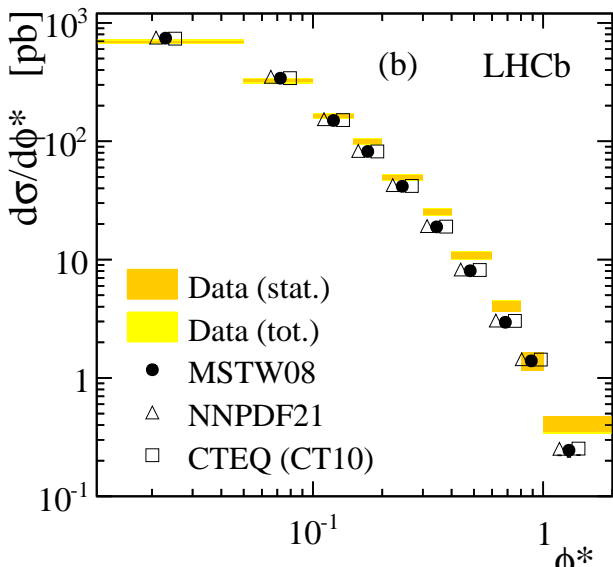 dσ/dϕ* [pb]
10³
10²
10
1
10⁻¹
(b) LHCb
Data (stat.)
Data (tot.)
MSTW08
NNPDF21
CTEQ (CT10)
10⁻¹ 1
ϕ*